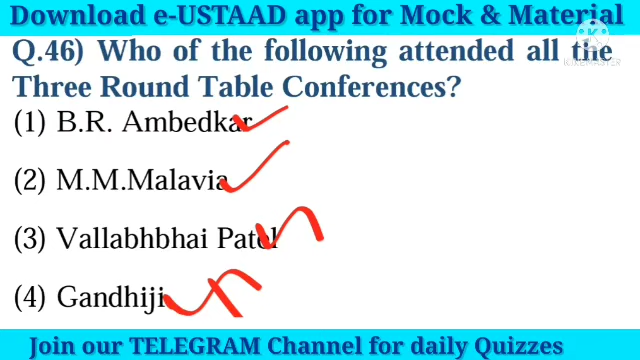 Download e-USTAAD app for Mock & Material
Q.46) Who of the following attended all the
Three Round Table Conferences?
KINEMASTER
(1) B.R. Ambedkar
(2) M.M.Malavia
(3) Vallabhbhai Patel
(4) Gandhiji
Join our TELEGRAM Channel for daily Quizzes